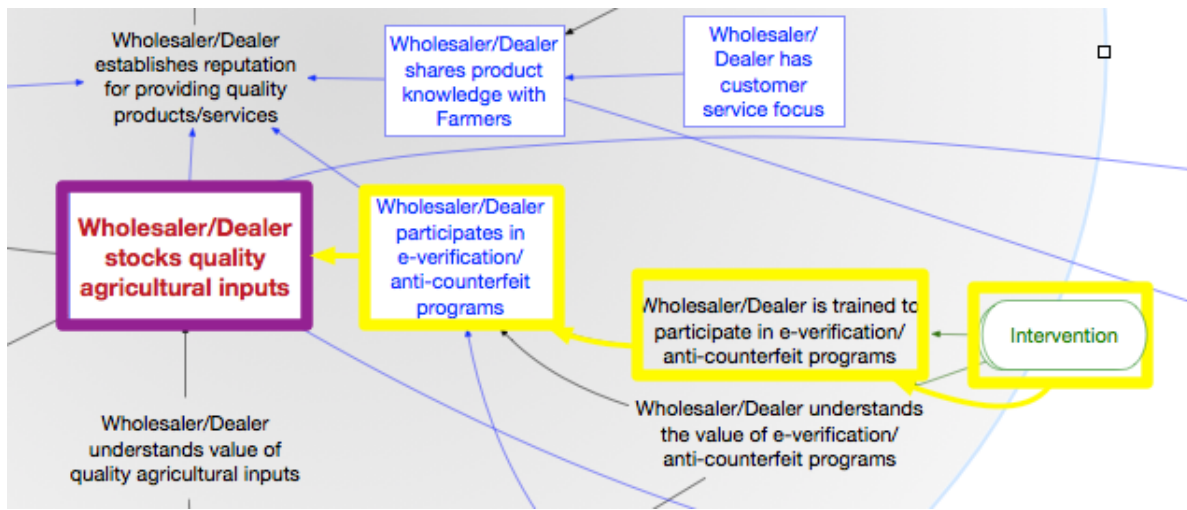 Wholesaler/Dealer
establishes reputation
for providing quality
products/services
Wholesaler/Dealer
shares product
knowledge with
Farmers
Wholesaler/
Dealer has
customer
service focus
Wholesaler/Dealer
stocks quality
agricultural inputs
Wholesaler/Dealer
participates in
e-verification/
anti-counterfeit
programs
Wholesaler/Dealer is trained to
participate in e-verification/
anti-counterfeit programs
Intervention
Wholesaler/Dealer understands
the value of e-verification/
anti-counterfeit programs
Wholesaler/Dealer
understands value of
quality agricultural inputs